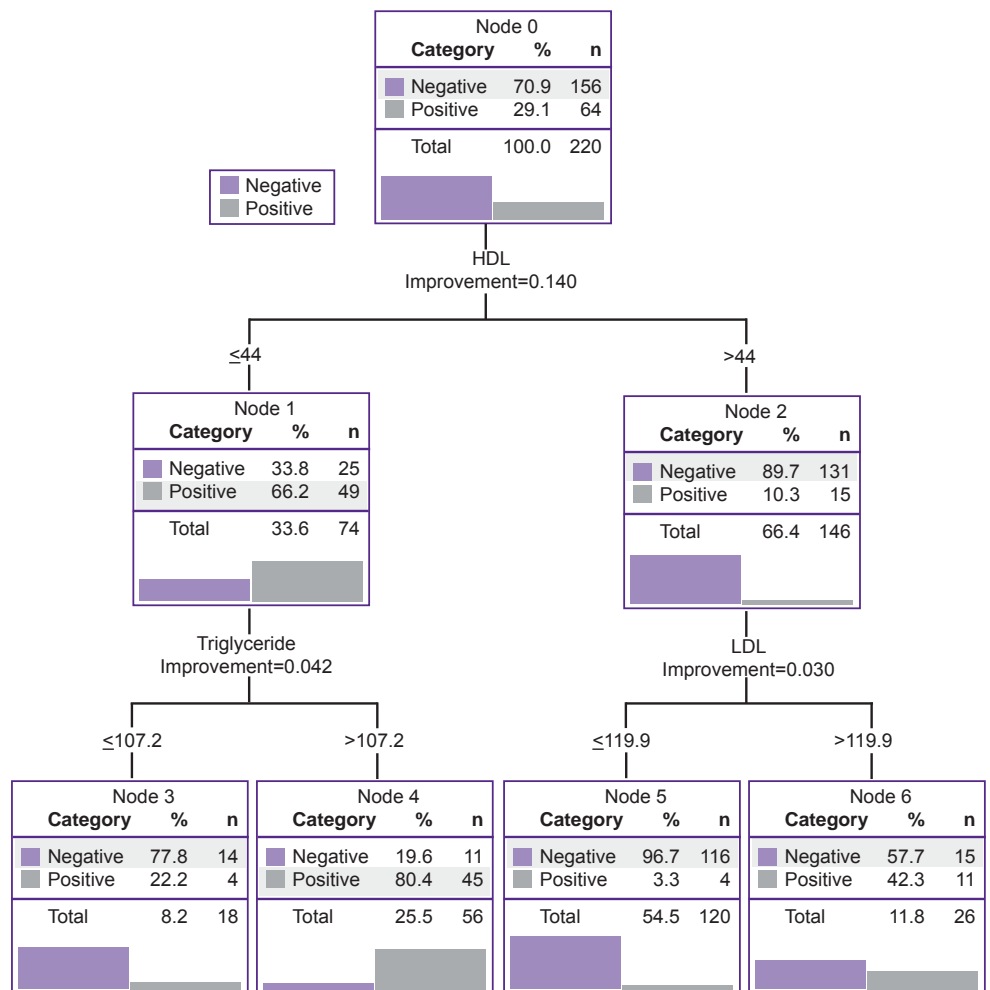 Node 0
Category % n
Negative 70.9 156
Positive 29.1 64
Total 100.0 220
Negative
Positive
HDL
Improvement=0.140
≤44
>44
Node 1
Category % n
Negative 33.8 25
Positive 66.2 49
Total 33.6 74
Node 2
Category % n
Negative 89.7 131
Positive 10.3 15
Total 66.4 146
Triglyceride
Improvement=0.042
LDL
Improvement=0.030
≤107.2
>107.2
≤119.9
>119.9
Node 3
Category % n
Negative 77.8 14
Positive 22.2 4
Total 8.2 18
Node 4
Category % n
Negative 19.6 11
Positive 80.4 45
Total 25.5 56
Node 5
Category % n
Negative 96.7 116
Positive 3.3 4
Total 54.5 120
Node 6
Category % n
Negative 57.7 15
Positive 42.3 11
Total 11.8 26